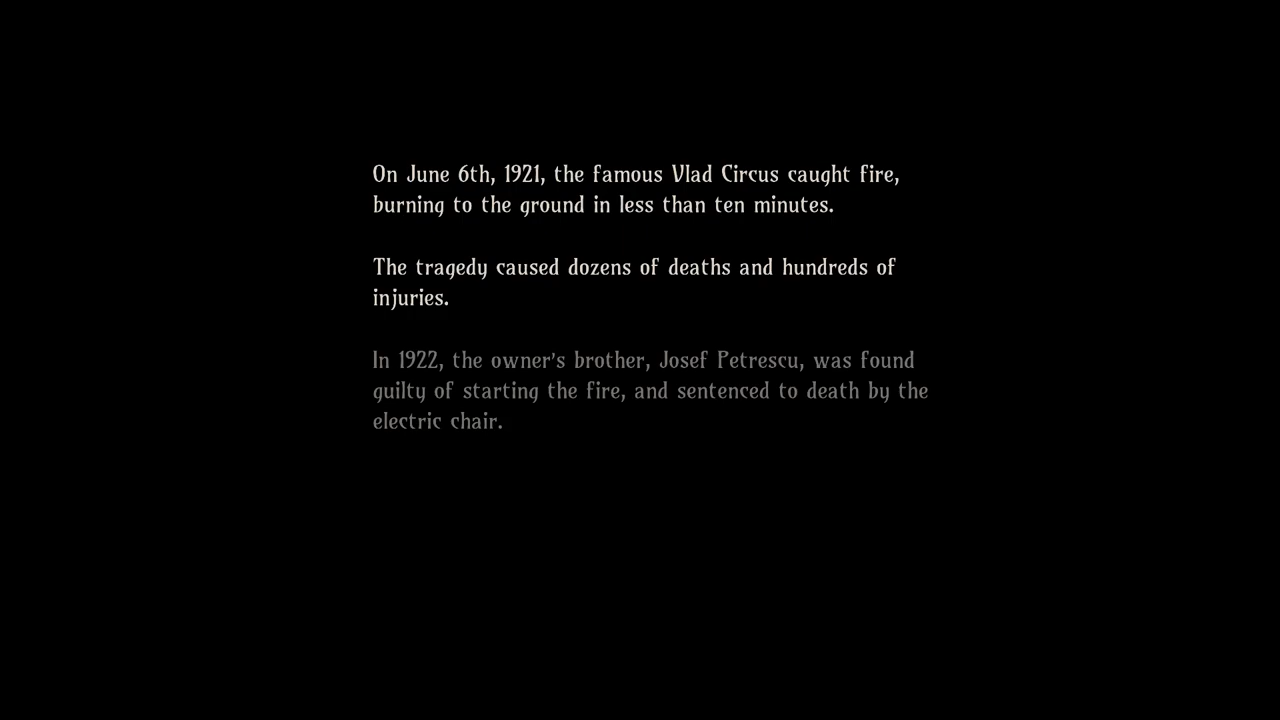 On June 6th, 1921, the famous Vlad Circus caught fire,
burning to the ground in less than ten minutes.
The tragedy caused dozens of deaths and hundreds of
injuries.
In 1922, the owner's brother, Josef Petrescu, was found
guilty of starting the fire, and sentenced to death by the
electric chair.